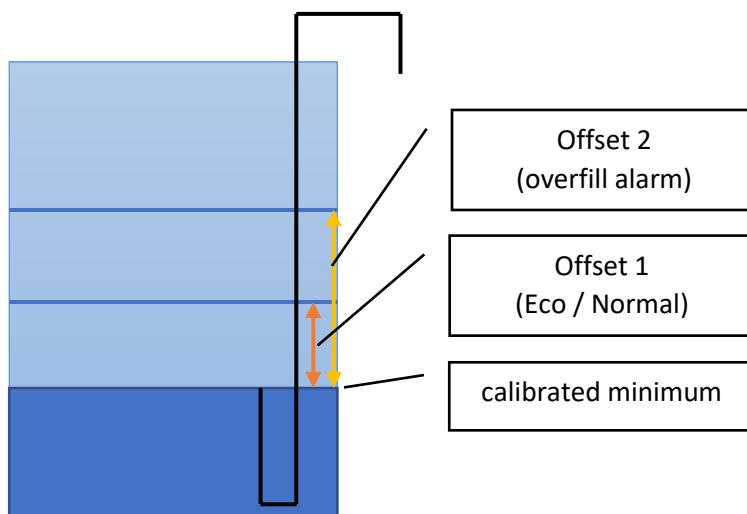 Offset 2
(overfill alarm)
Offset 1
(Eco / Normal)
calibrated minimum